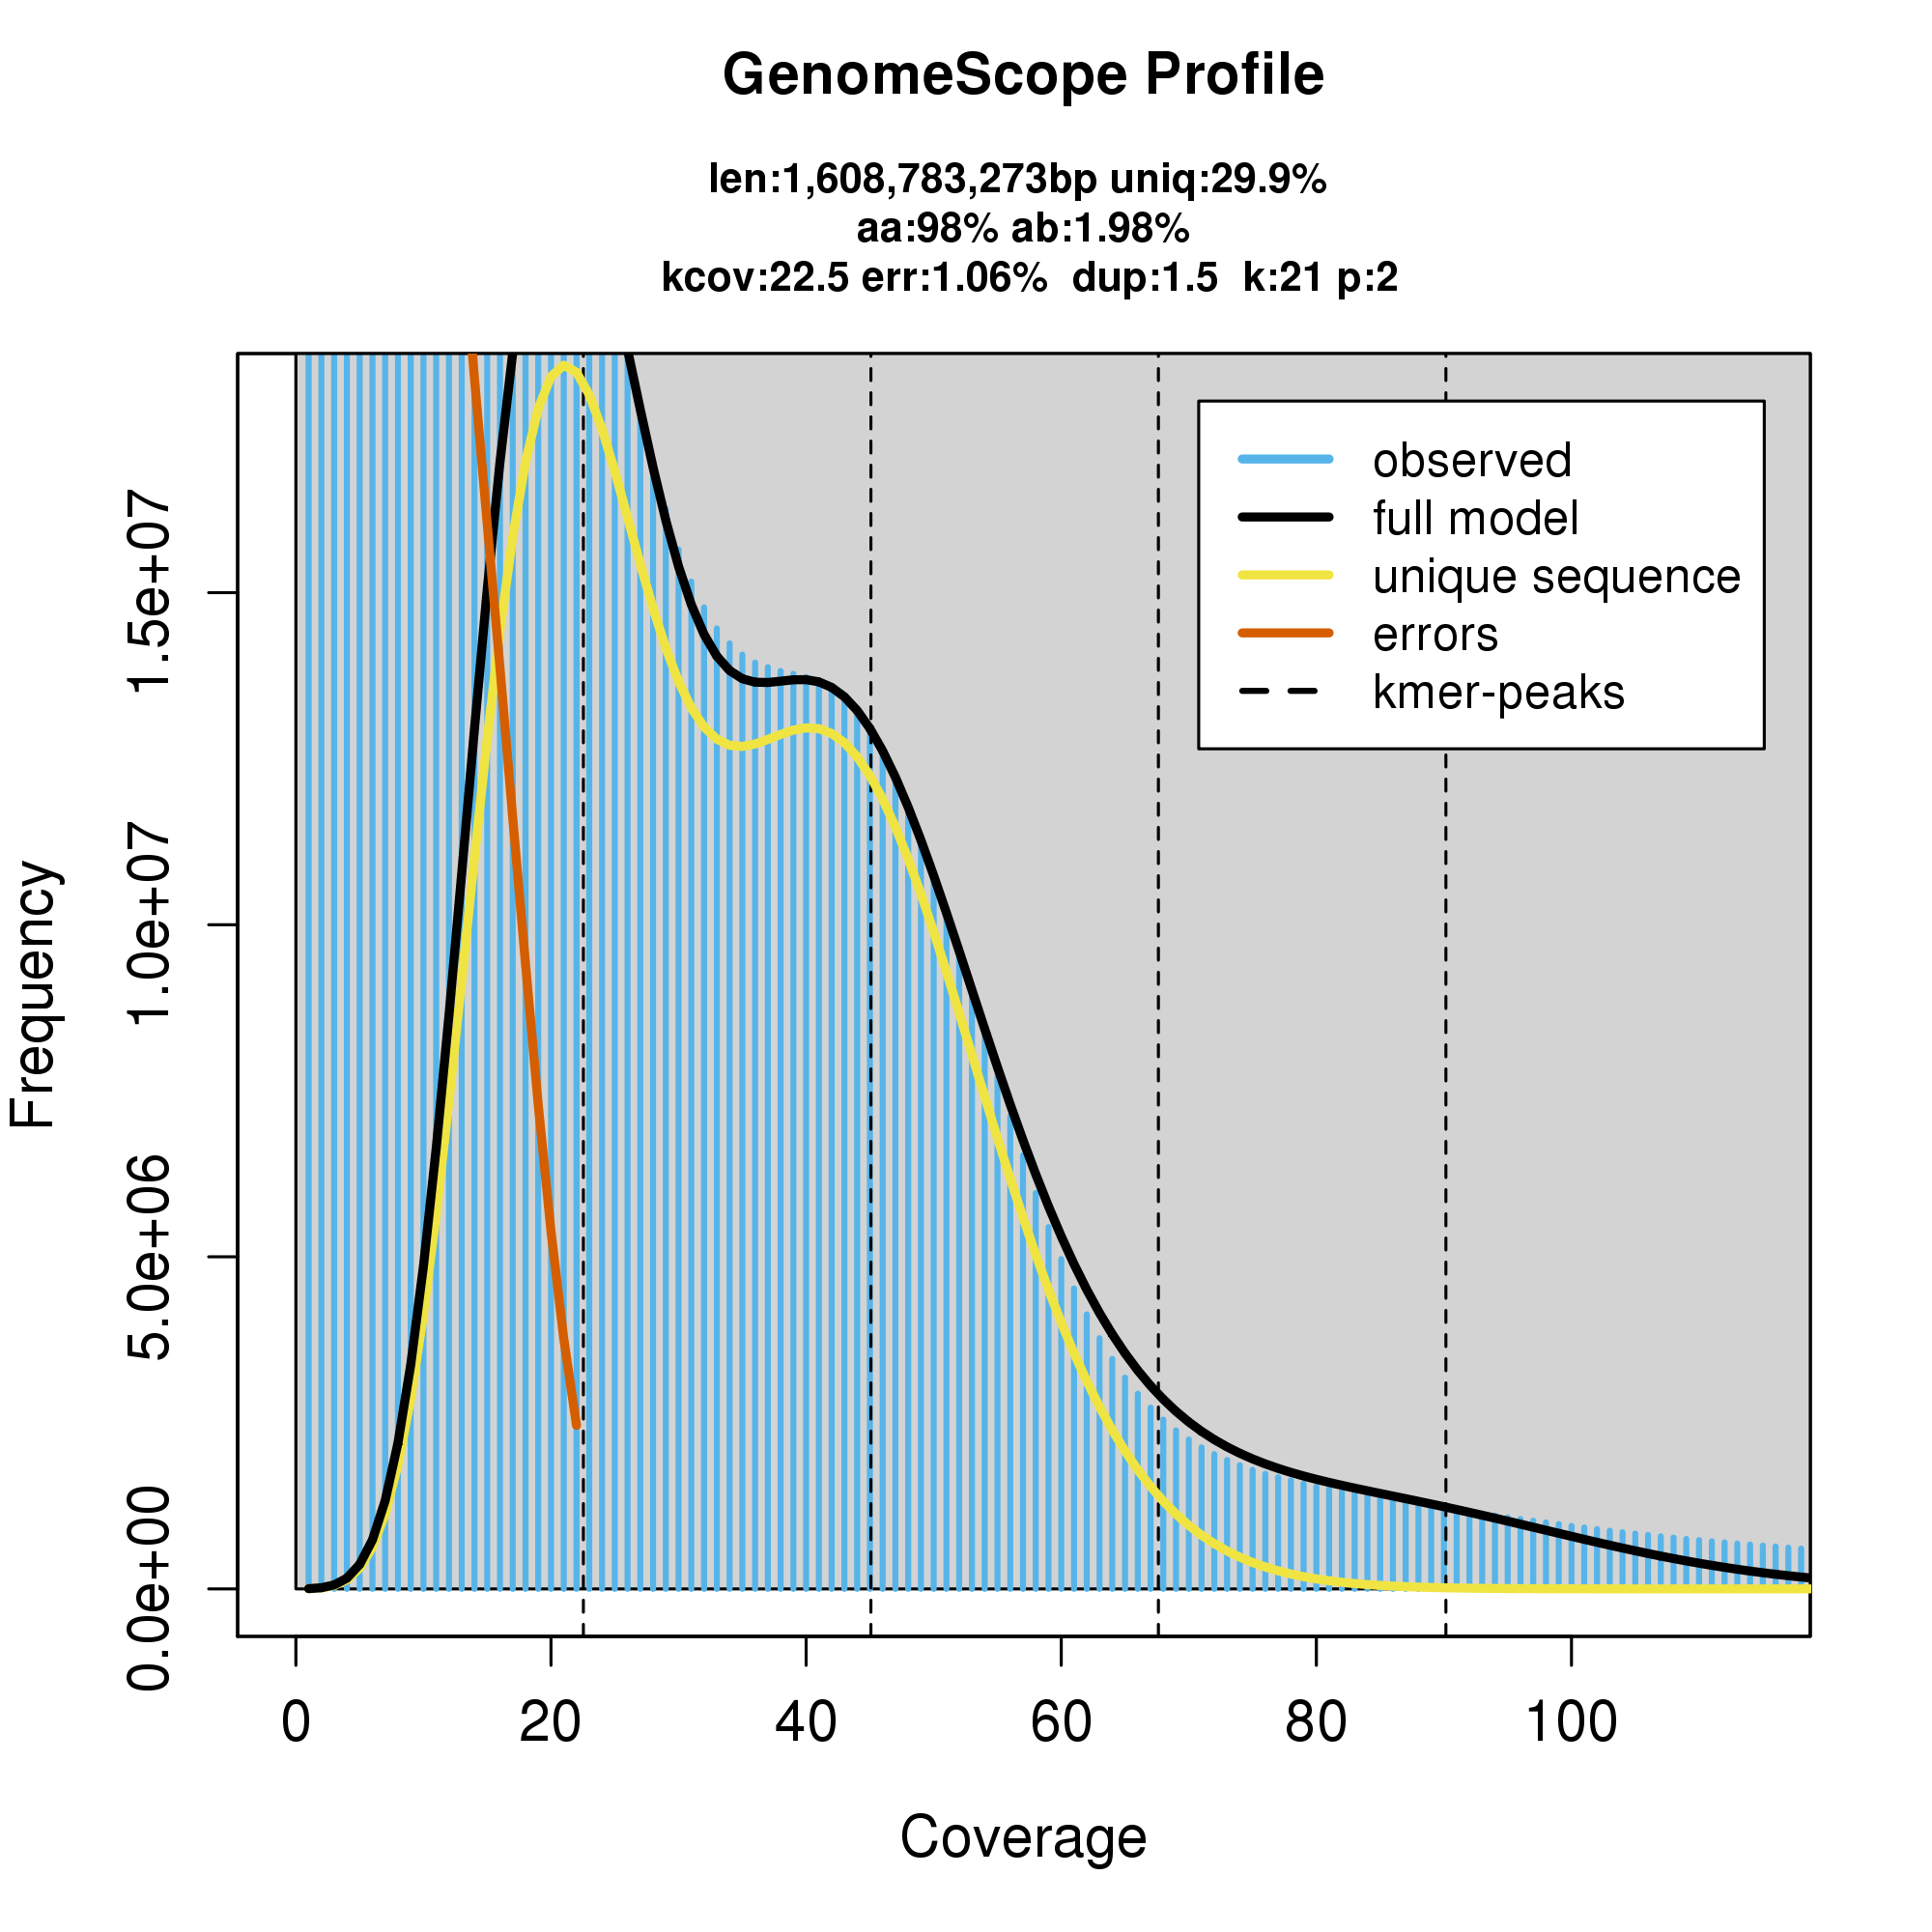 GenomeScope Profile
len:1,608,783,273bp uniq:29.9%
aa:98% ab:1.98%
kcov:22.5 err:1.06%  dup:1.5  k:21 p:2
observed
full model
unique sequence
errors
kmer-peaks
Frequency
1.5e+07
1.0e+07
5.0e+06
0.0e+00
0 20 40 60 80 100
Coverage